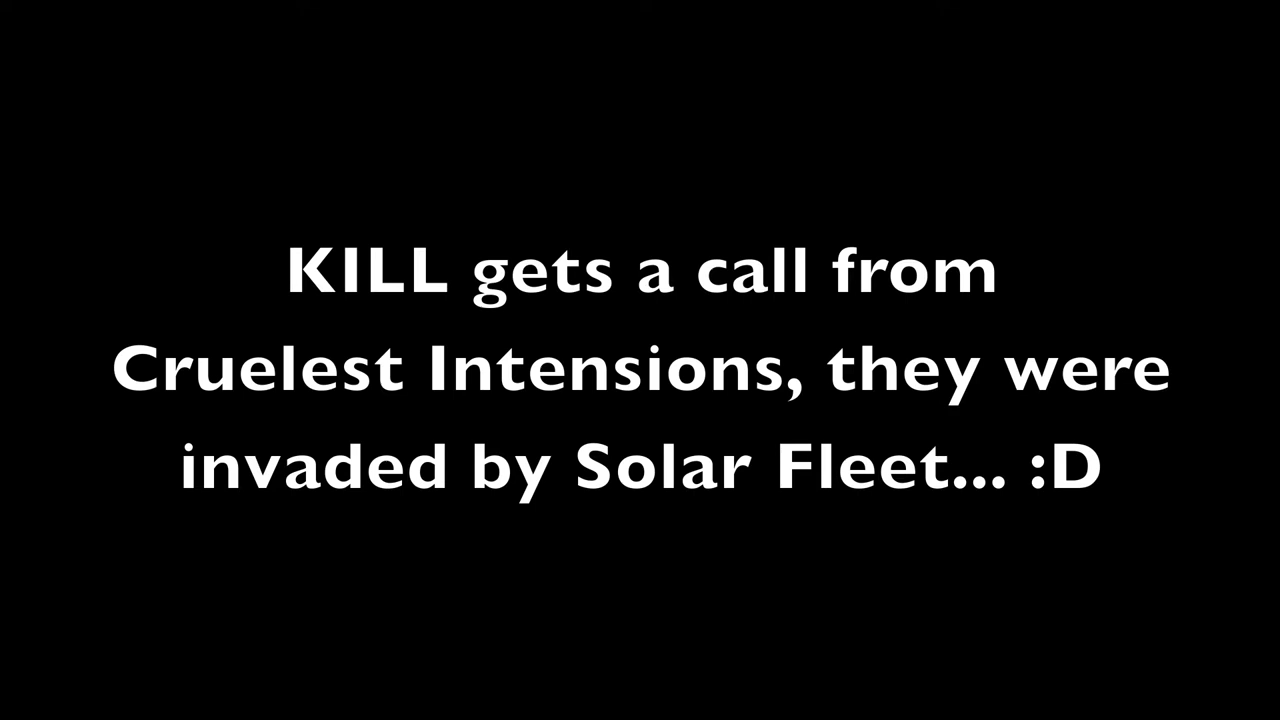 KILL gets a call from
Cruelest Intensions, they were
invaded by Solar Fleet... :D